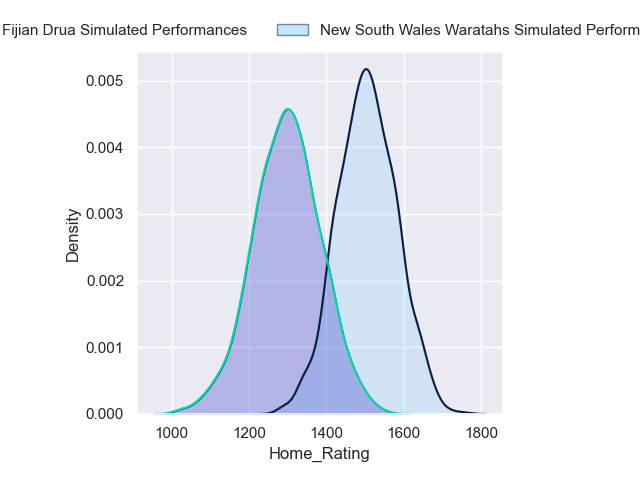 Fijian Drua Simulated Performances
New South Wales Waratahs Simulated Perform
0.005
0.004
0.003
0.002
0.001
0.000
Density
1000 1200 1400 1600 1800
Home_Rating